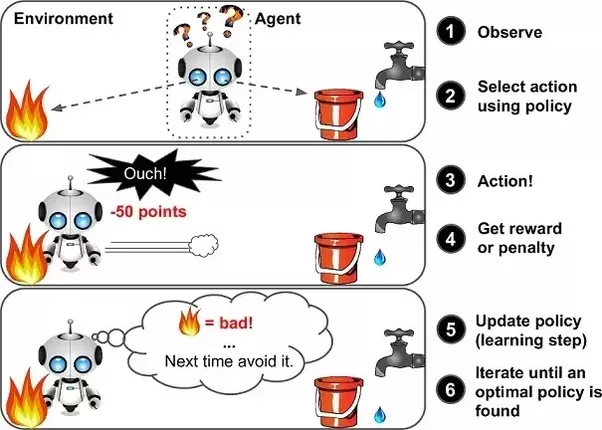 Environment
Agent
? ? ?
1 Observe
2 Select action
using policy
Ouch!
-50 points
3 Action!
4 Get reward
or penalty
= bad!
...
Next time avoid it.
5 Update policy
(learning step)
6 Iterate until an
optimal policy is
found